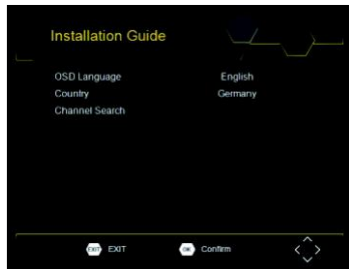 Installation Guide
OSD Language English
Country Germany
Channel Search
EXIT EXIT
OK Confirm